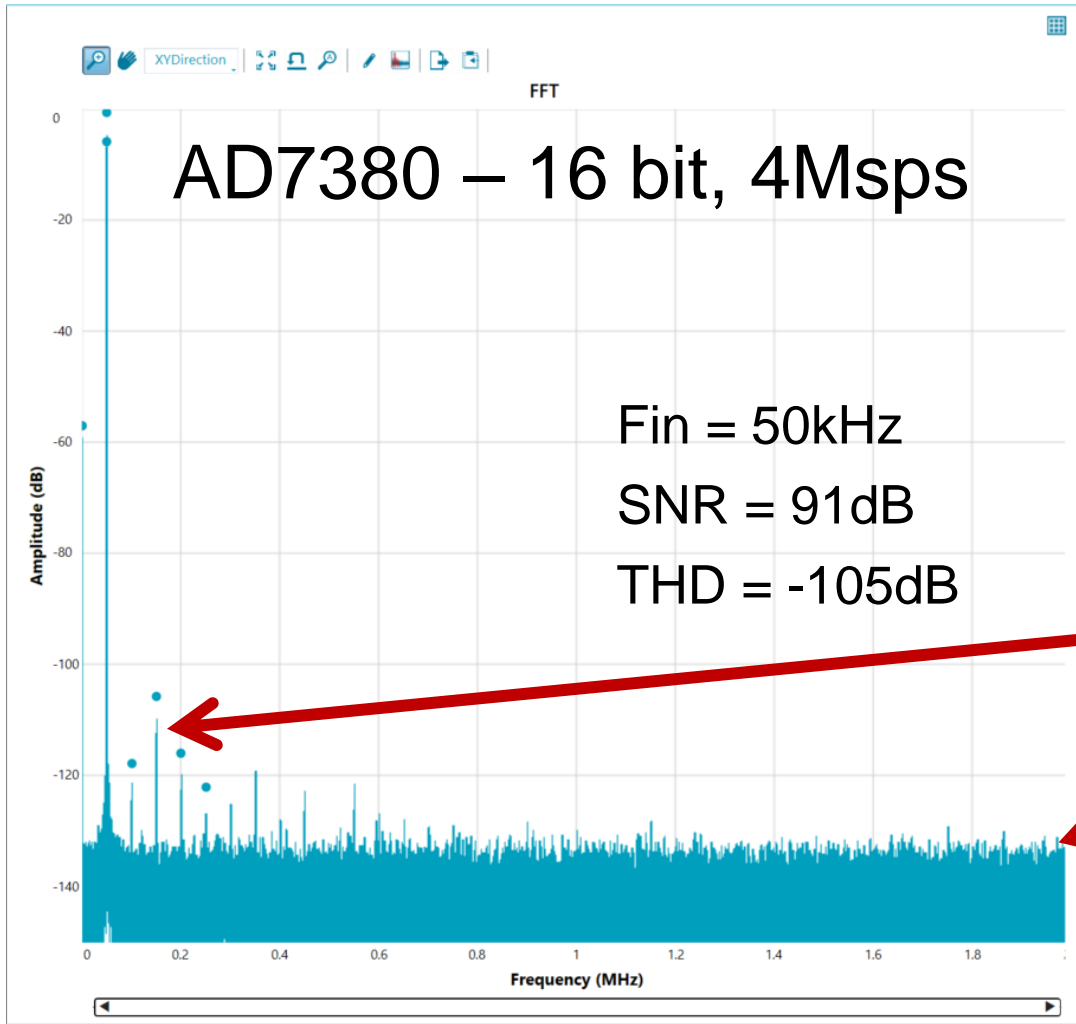 XYDirection
FFT
AD7380 – 16 bit, 4Msps
Fin = 50kHz
SNR = 91dB
THD = -105dB
Amplitude (dB)
0
-20
-40
-60
-80
-100
-120
-140
0 0.2 0.4 0.6 0.8 1 1.2 1.4 1.6 1.8
Frequency (MHz)